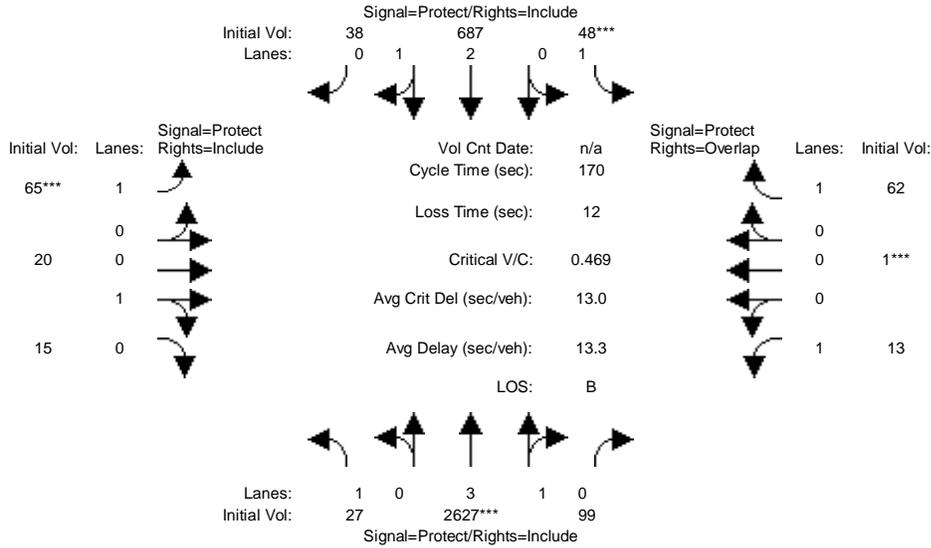 Signal=Protect/Rights=Include
Initial Vol: 38 687 48***
Lanes: 0 1 2 0 1
Signal=Protect
Initial Vol: Lanes: Rights=Include
65*** 1
0
20 0
1
15 0
Vol Cnt Date: n/a
Cycle Time (sec): 170
Loss Time (sec): 12
Critical V/C: 0.469
Avg Crit Del (sec/veh): 13.0
Avg Delay (sec/veh): 13.3
LOS: B
Signal=Protect
Rights=Overlap Lanes: Initial Vol:
1 62
0
0 1***
0
1 13
Lanes: 1 0 3 1 0
Initial Vol: 27 2627*** 99
Signal=Protect/Rights=Include